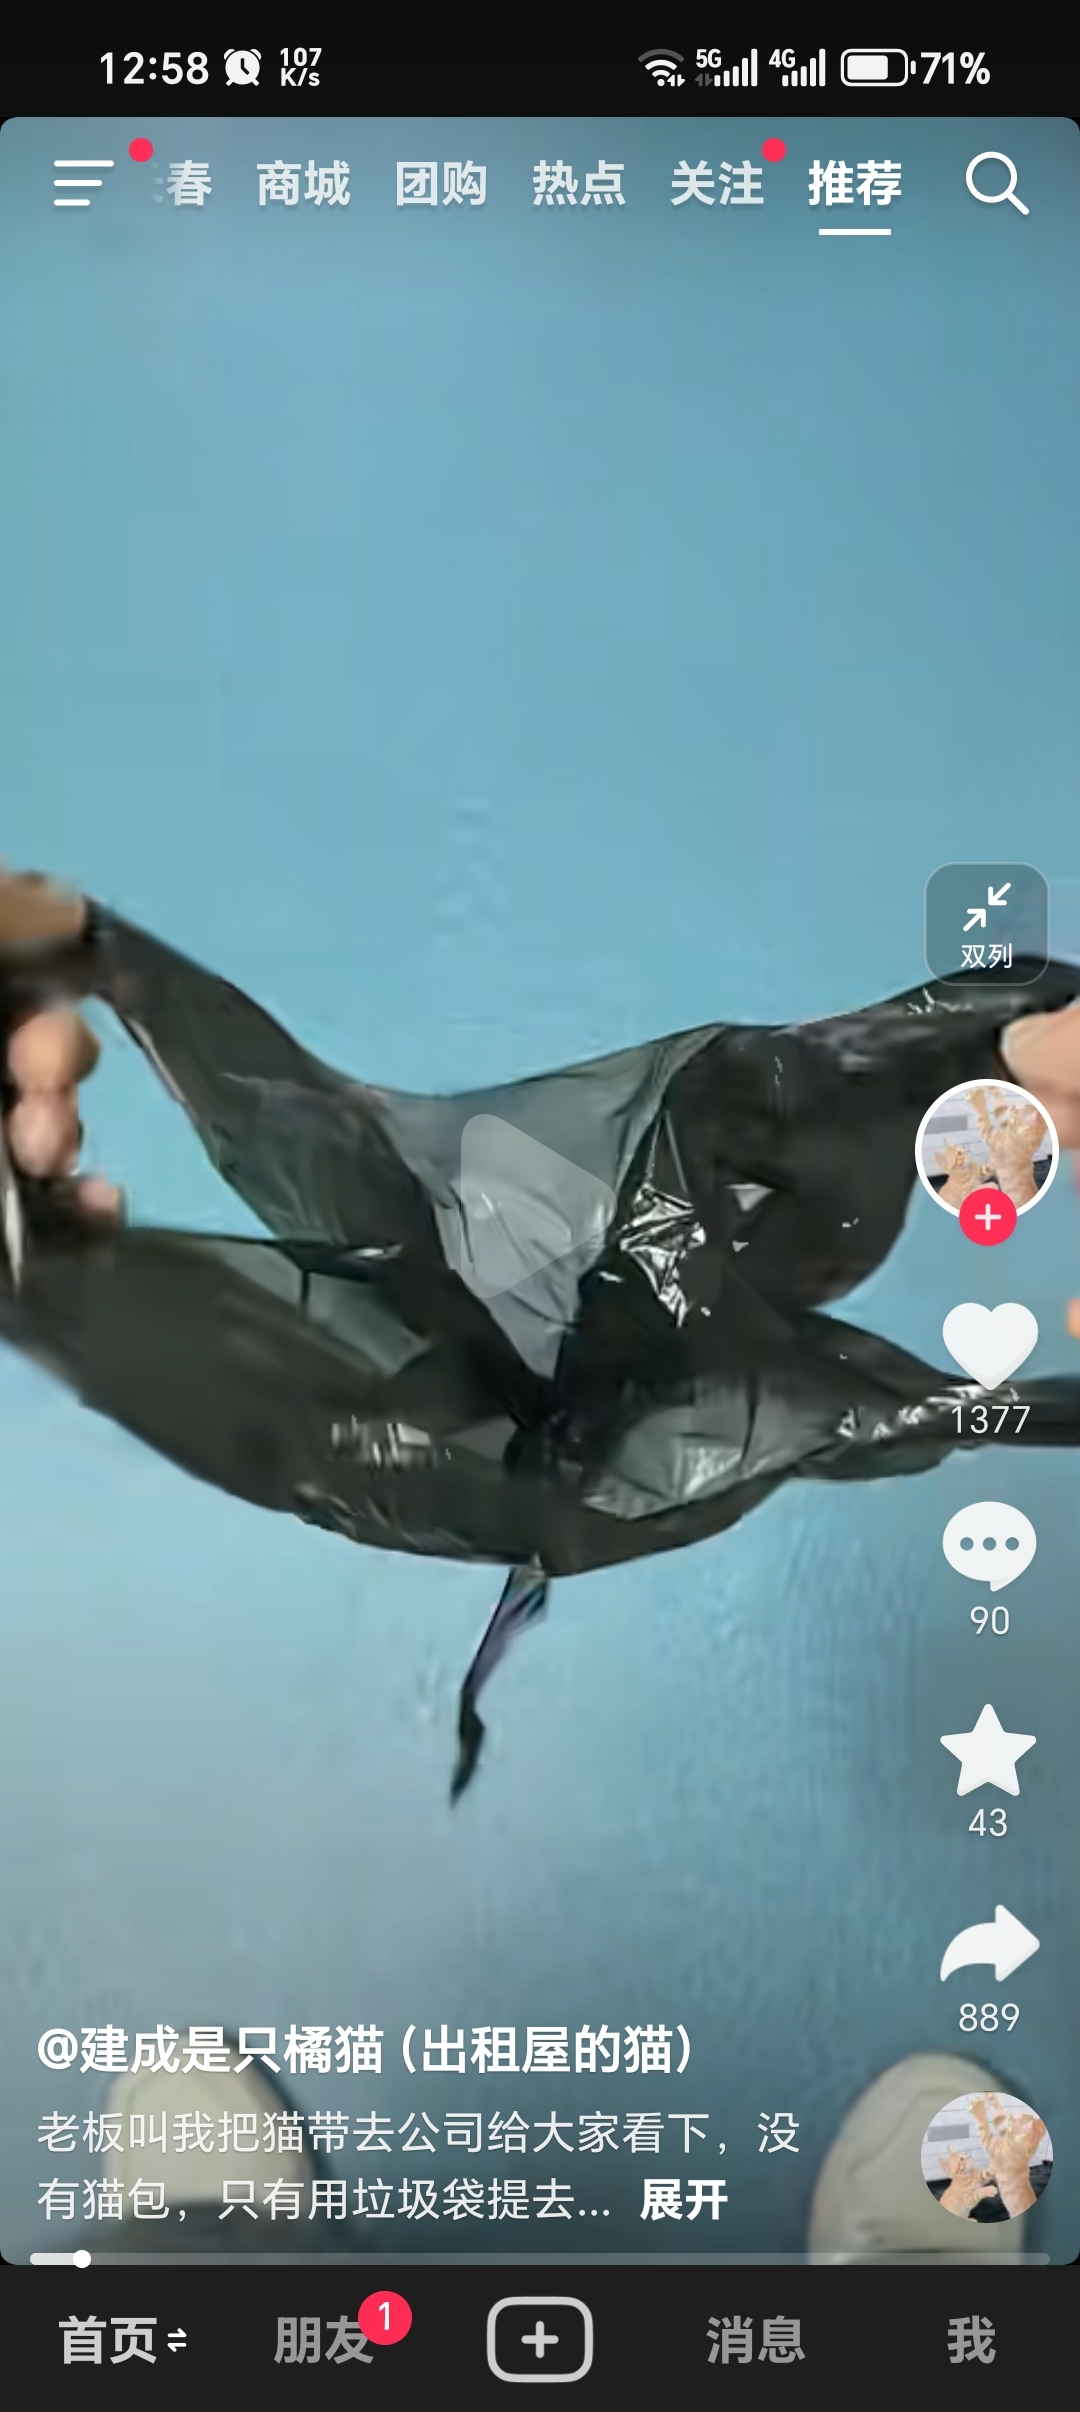 12:58 107 K/s 5G 4G 71%
春 商城 团购 热点 关注 推荐
双列
1377
90
43
889
@建成是只橘猫 (出租屋的猫)
老板叫我把猫带去公司给大家看下，没
有猫包，只有用垃圾袋提去... 展开
首页 朋友 1 消息 我